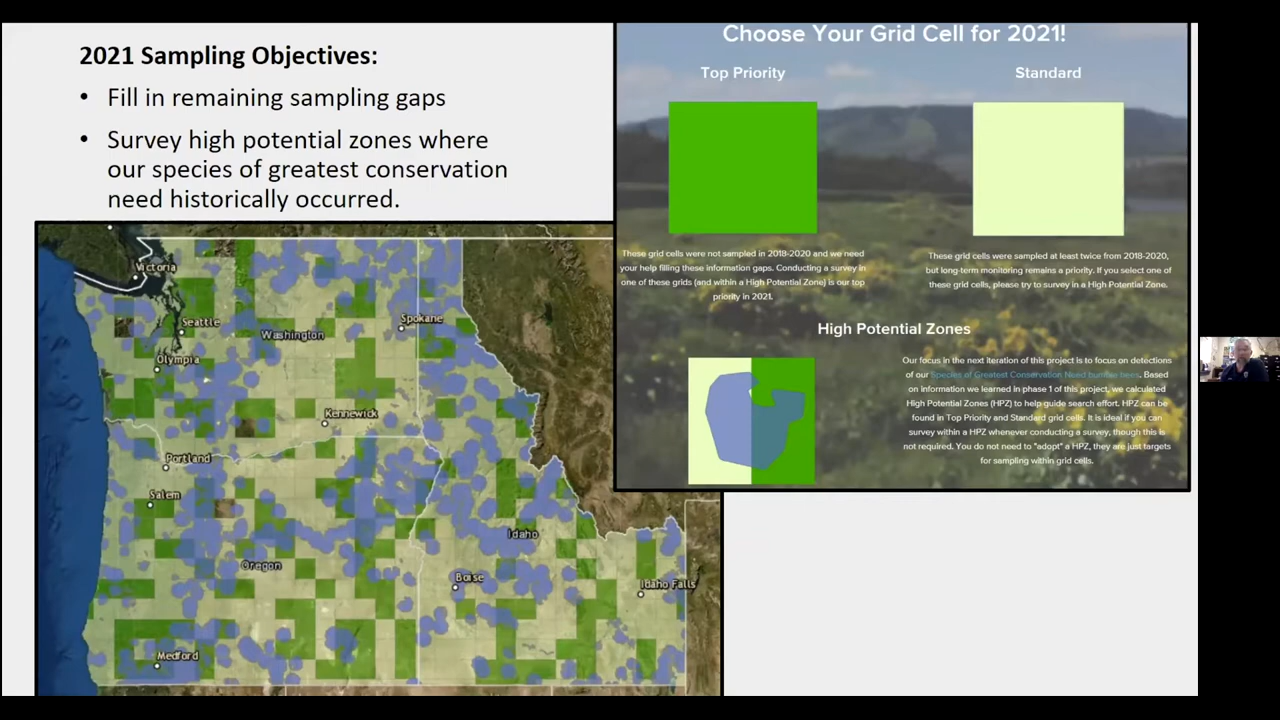 2021 Sampling Objectives:
• Fill in remaining sampling gaps
• Survey high potential zones where
our species of greatest conservation
need historically occurred.
Choose Your Grid Cell for 2021!
Top Priority
Standard
These grid cells were not sampled in 2018-2020 and we need
your help filling these information gaps. Conducting a survey in
one of these grids (and within a High Potential Zone) is our top
priority in 2021.
These grid cells were sampled at least twice from 2018-2020,
but long-term monitoring remains a priority. If you select one of
these grid cells, please try to survey in a High Potential Zone.
High Potential Zones
Our focus in the next iteration of this project is to focus on detections
of our Species of Greatest Conservation Need bumble bees. Based
on information we learned in phase 1 of this project, we calculated
High Potential Zones (HPZ) to help guide search effort. HPZ can be
found in Top Priority and Standard grid cells. It is ideal if you can
survey within a HPZ whenever conducting a survey, though this is
not required. You do not need to "adopt" a HPZ, they are just targets
for sampling within grid cells.
Victoria
Seattle
Spokane
Washington
Olympia
Kennewick
Portland
Salem
Idaho
Oregon
Boise
Idaho Falls
Medford